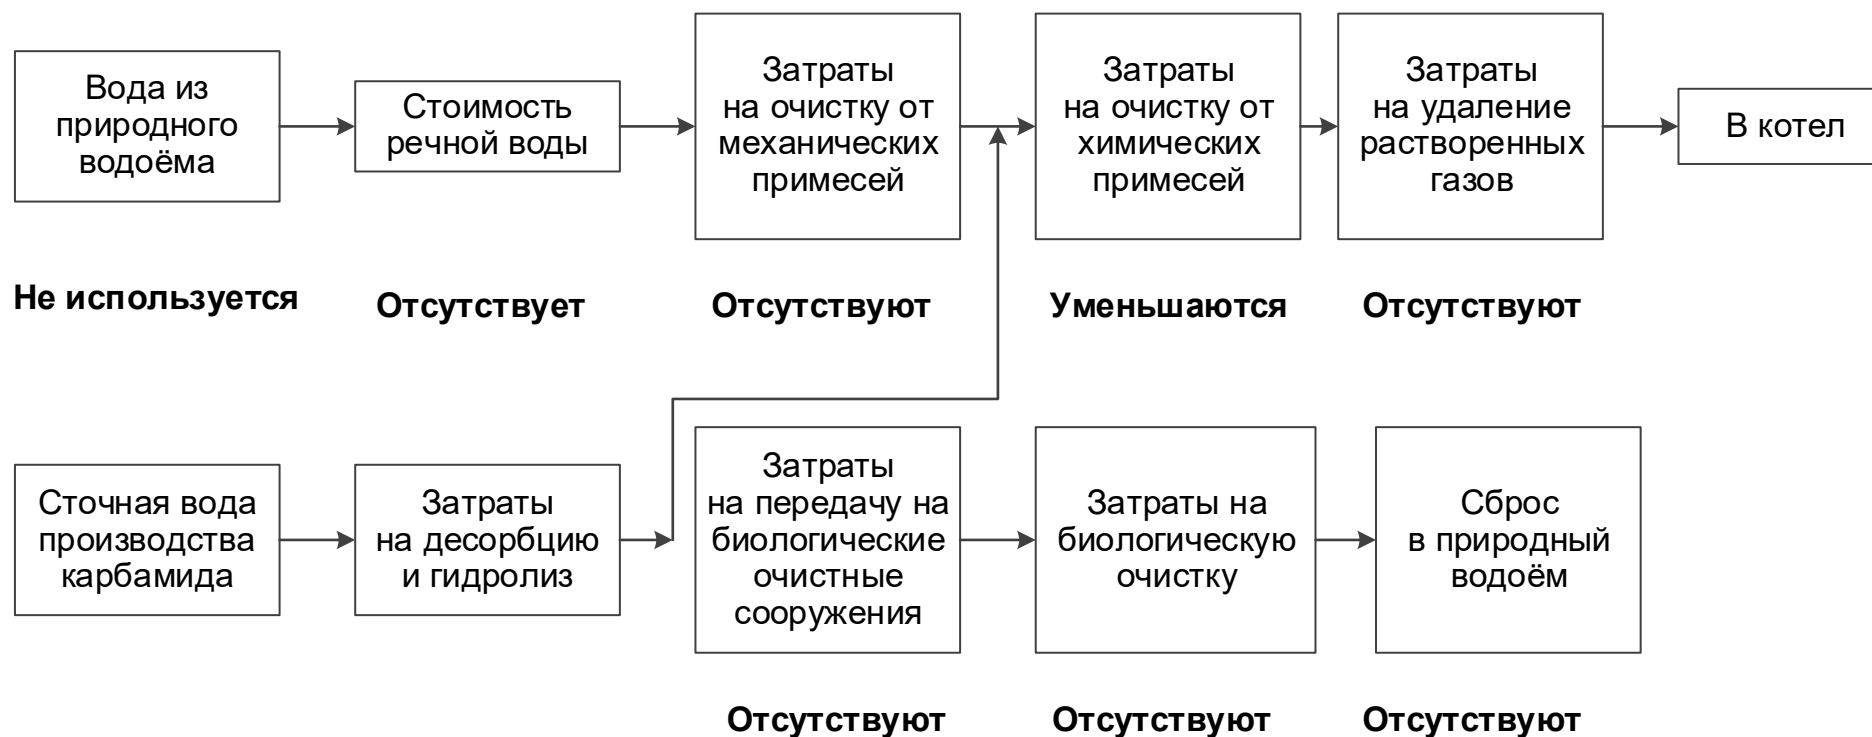 Вода из
природного
водоёма
Стоимость
речной воды
Затраты
на очистку от
механических
примесей
Затраты
на очистку от
химических
примесей
Затраты
на удаление
растворенных
газов
В котел
Не используется
Отсутствует
Отсутствуют
Уменьшаются
Отсутствуют
Сточная вода
производства
карбамида
Затраты
на десорбцию
и гидролиз
Затраты
на передачу на
биологические
очистные
сооружения
Затраты на
биологическую
очистку
Сброс
в природный
водоём
Отсутствуют
Отсутствуют
Отсутствуют